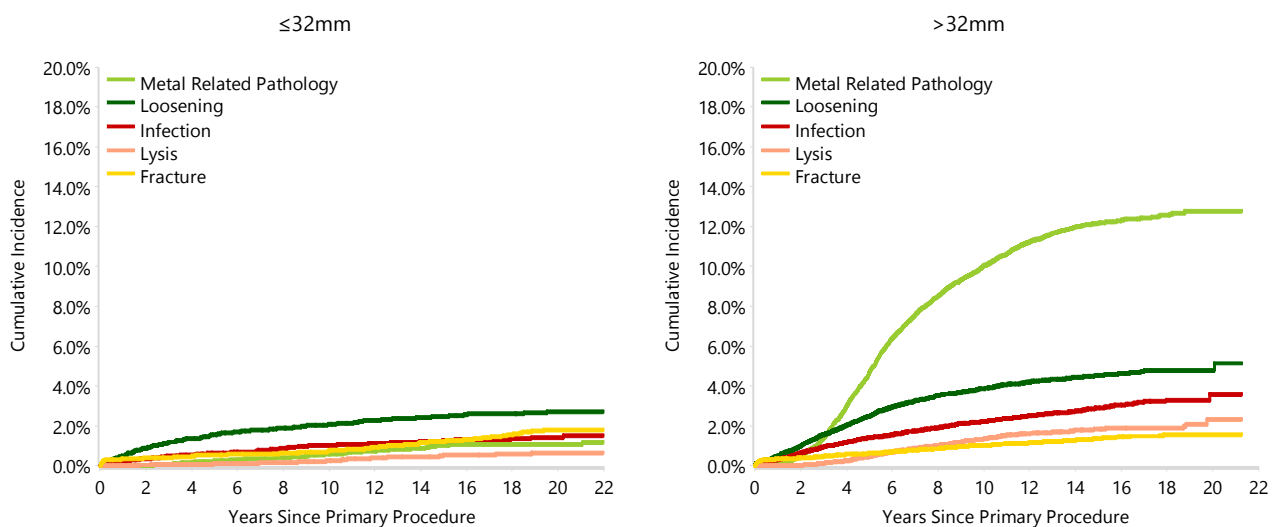 ≤32mm
20.0%
18.0%
16.0%
14.0%
12.0%
10.0%
8.0%
6.0%
4.0%
2.0%
0.0%
Cumulative Incidence
Metal Related Pathology
Loosening
Infection
Lysis
Fracture
0 2 4 6 8 10 12 14 16 18 20 22
Years Since Primary Procedure
>32mm
20.0%
18.0%
16.0%
14.0%
12.0%
10.0%
8.0%
6.0%
4.0%
2.0%
0.0%
Cumulative Incidence
Metal Related Pathology
Loosening
Infection
Lysis
Fracture
0 2 4 6 8 10 12 14 16 18 20 22
Years Since Primary Procedure